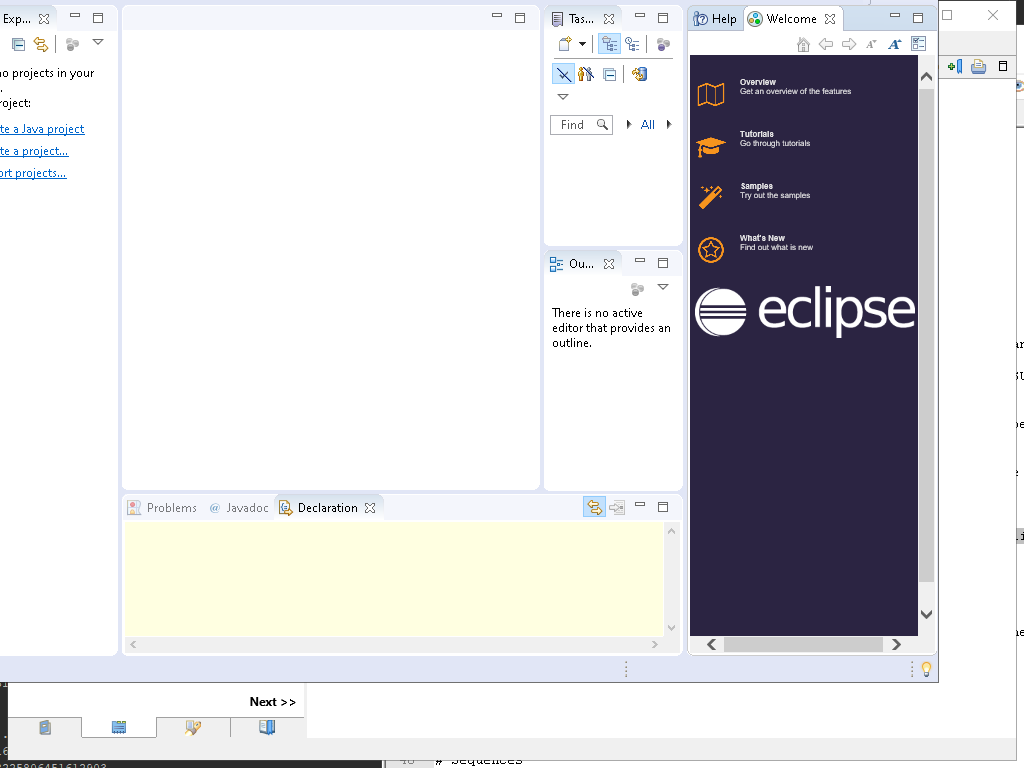 Exp...
Tas...
Help
Welcome
no projects in your
.
roject:
te a Java project
te a project...
ort projects...
Find
All
Overview
Get an overview of the features
Tutorials
Go through tutorials
Samples
Try out the samples
What's New
Find out what is new
eclipse
Ou...
There is no active
editor that provides an
outline.
Problems
@ Javadoc
Declaration
Next >>
# Sequences